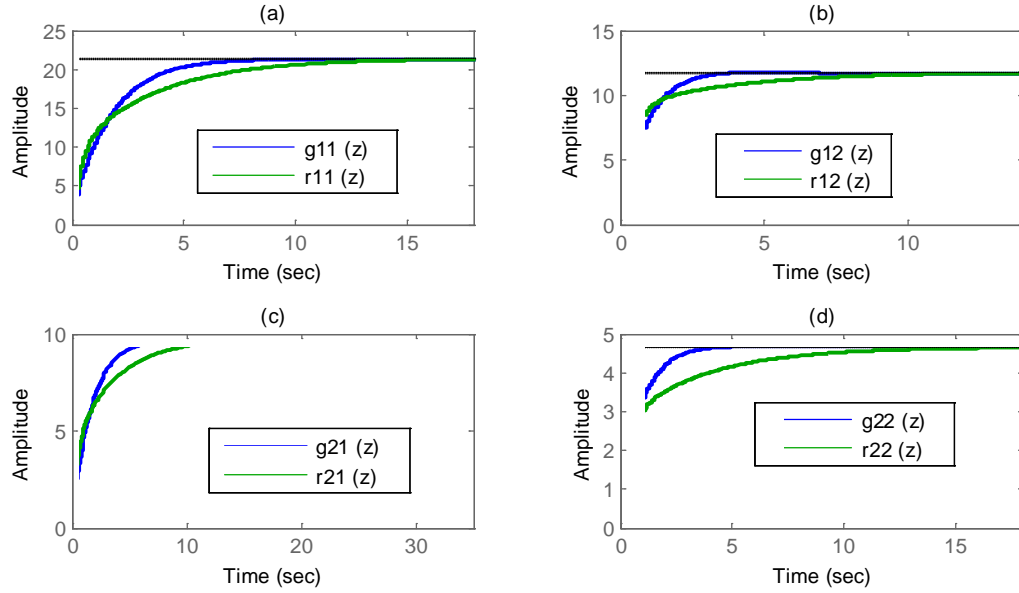 (a)
25
20
15
10
5
0
Amplitude
g11 (z)
r11 (z)
0 5 10 15
Time (sec)
(b)
15
10
5
0
Amplitude
g12 (z)
r12 (z)
0 5 10
Time (sec)
(c)
10
5
0
Amplitude
g21 (z)
r21 (z)
0 10 20 30
Time (sec)
(d)
5
4
3
2
1
0
Amplitude
g22 (z)
r22 (z)
0 5 10 15
Time (sec)